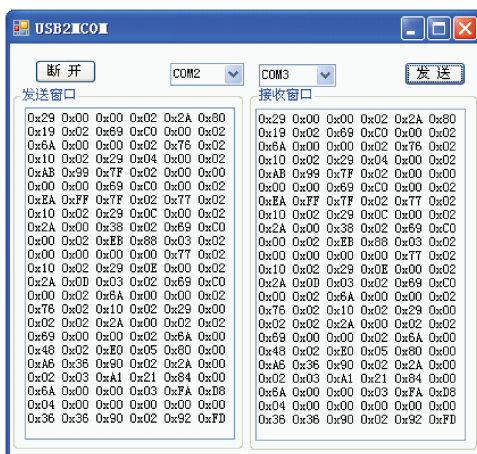 USB2MCOM
断 开 COM2 COM3 发 送
发送窗口
0x29 0x00 0x00 0x02 0x2A 0x80
0x19 0x02 0x69 0xC0 0x00 0x02
0x6A 0x00 0x00 0x02 0x76 0x02
0x10 0x02 0x29 0x04 0x00 0x02
0xAB 0x99 0x7F 0x02 0x00 0x00
0x00 0x00 0x69 0xC0 0x00 0x02
0xEA 0xFF 0x7F 0x02 0x77 0x02
0x10 0x02 0x29 0x0C 0x00 0x02
0x2A 0x00 0x38 0x02 0x69 0xC0
0x00 0x02 0xEB 0x88 0x03 0x02
0x00 0x00 0x00 0x00 0x77 0x02
0x10 0x02 0x29 0x0E 0x00 0x02
0x2A 0x0D 0x03 0x02 0x69 0xC0
0x00 0x02 0x6A 0x00 0x00 0x02
0x76 0x02 0x10 0x02 0x29 0x00
0x02 0x02 0x2A 0x00 0x02 0x02
0x69 0x00 0x00 0x02 0x6A 0x00
0x48 0x02 0xE0 0x05 0x80 0x00
0xA6 0x36 0x90 0x02 0x2A 0x00
0x02 0x03 0xA1 0x21 0x84 0x00
0x6A 0x00 0x00 0x03 0xFA 0xD8
0x04 0x00 0x00 0x00 0x00 0x00
0x36 0x36 0x90 0x02 0x92 0xFD
接收窗口
0x29 0x00 0x00 0x02 0x2A 0x80
0x19 0x02 0x69 0xC0 0x00 0x02
0x6A 0x00 0x00 0x02 0x76 0x02
0x10 0x02 0x29 0x04 0x00 0x02
0xAB 0x99 0x7F 0x02 0x00 0x00
0x00 0x00 0x69 0xC0 0x00 0x02
0xEA 0xFF 0x7F 0x02 0x77 0x02
0x10 0x02 0x29 0x0C 0x00 0x02
0x2A 0x00 0x38 0x02 0x69 0xC0
0x00 0x02 0xEB 0x88 0x03 0x02
0x00 0x00 0x00 0x00 0x77 0x02
0x10 0x02 0x29 0x0E 0x00 0x02
0x2A 0x0D 0x03 0x02 0x69 0xC0
0x00 0x02 0x6A 0x00 0x00 0x02
0x76 0x02 0x10 0x02 0x29 0x00
0x02 0x02 0x2A 0x00 0x02 0x02
0x69 0x00 0x00 0x02 0x6A 0x00
0x48 0x02 0xE0 0x05 0x80 0x00
0xA6 0x36 0x90 0x02 0x2A 0x00
0x02 0x03 0xA1 0x21 0x84 0x00
0x6A 0x00 0x00 0x03 0xFA 0xD8
0x04 0x00 0x00 0x00 0x00 0x00
0x36 0x36 0x90 0x02 0x92 0xFD